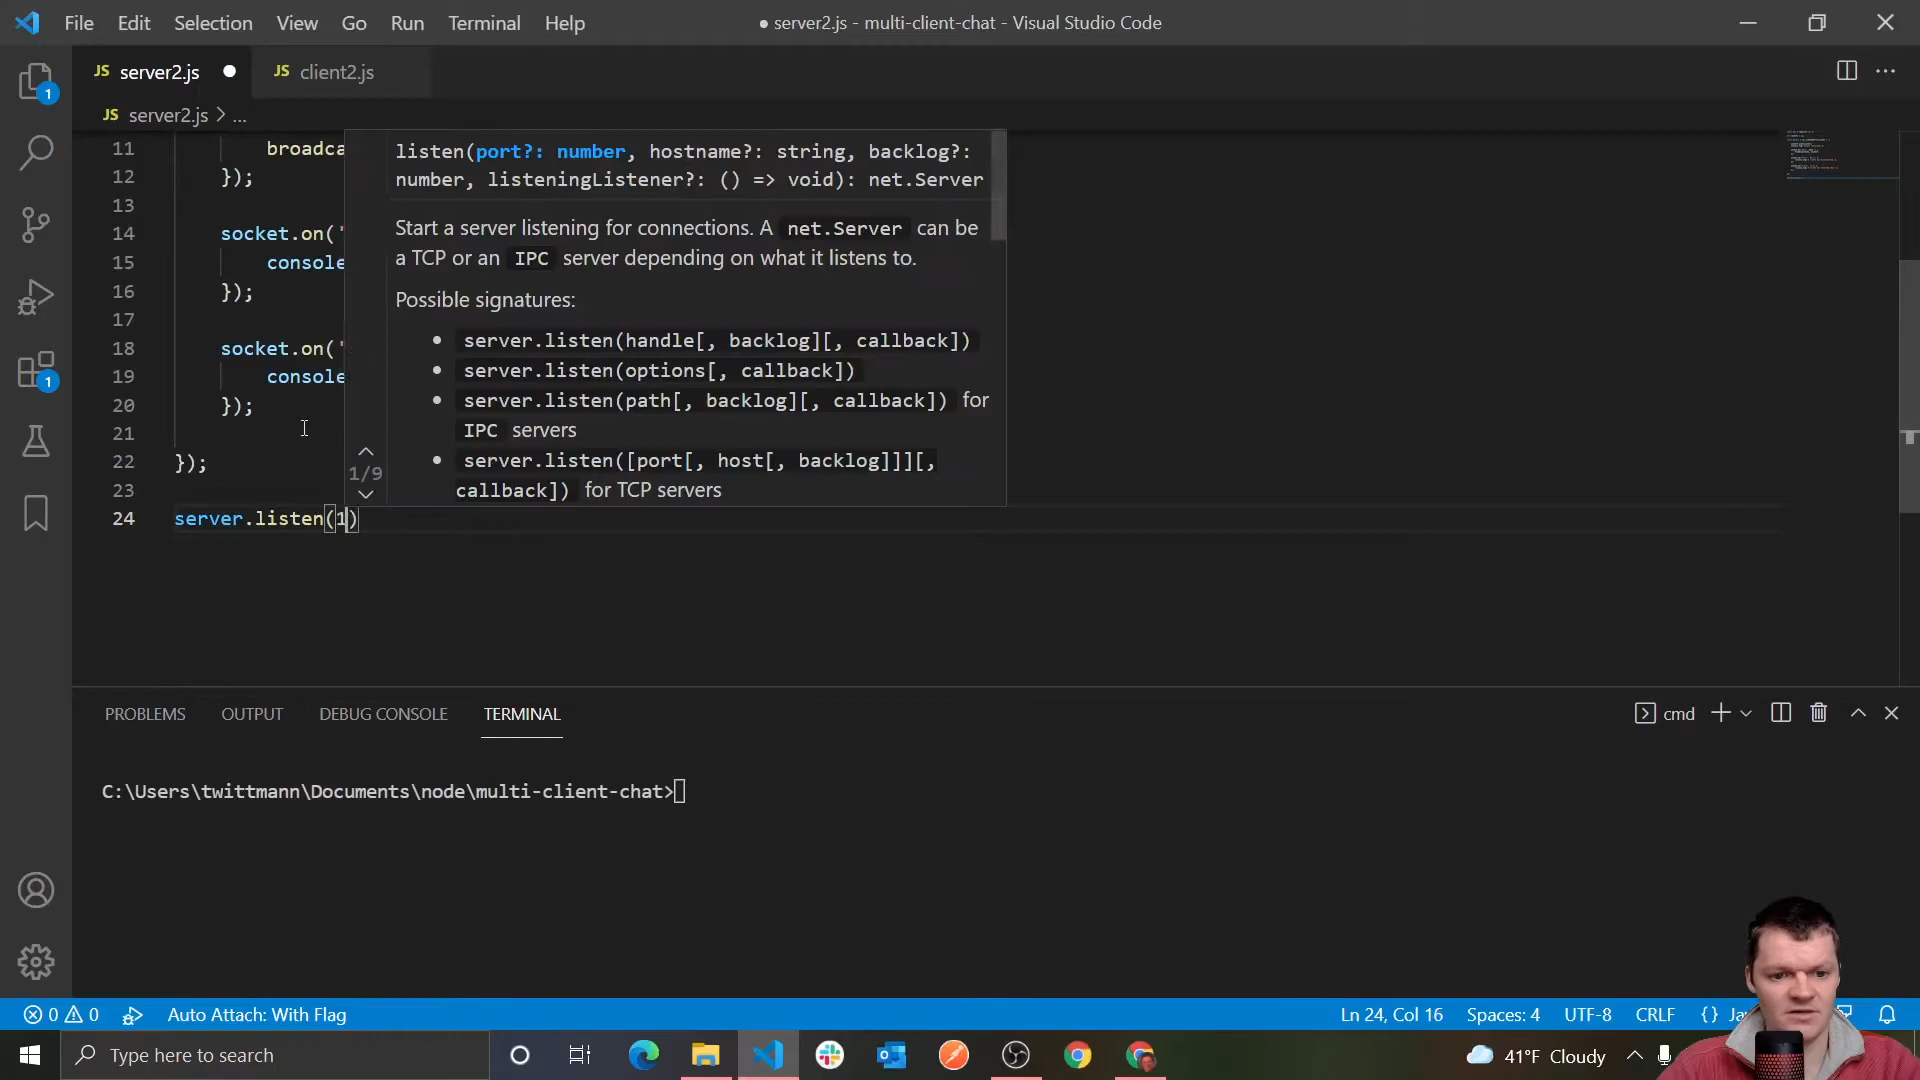 File Edit Selection View Go Run Terminal Help
● server2.js - multi-client-chat - Visual Studio Code
JS server2.js ●
JS client2.js
JS server2.js > ...
11 broadca
12 });
13
14 socket.on('
15 console
16 });
17
18 socket.on('
19 console
20 });
21
22 });
23
24 server.listen(1)
listen(port?: number, hostname?: string, backlog?:
number, listeningListener?: () => void): net.Server
Start a server listening for connections. A net.Server can be
a TCP or an IPC server depending on what it listens to.
Possible signatures:
• server.listen(handle[, backlog][, callback])
• server.listen(options[, callback])
• server.listen(path[, backlog][, callback]) for
IPC servers
• server.listen([port[, host[, backlog]]][,
callback]) for TCP servers
1/9
1
1
PROBLEMS OUTPUT DEBUG CONSOLE TERMINAL
cmd
C:\Users\twittmann\Documents\node\multi-client-chat>
0 0 Auto Attach: With Flag
Ln 24, Col 16 Spaces: 4 UTF-8 CRLF {}
Type here to search
41°F Cloudy